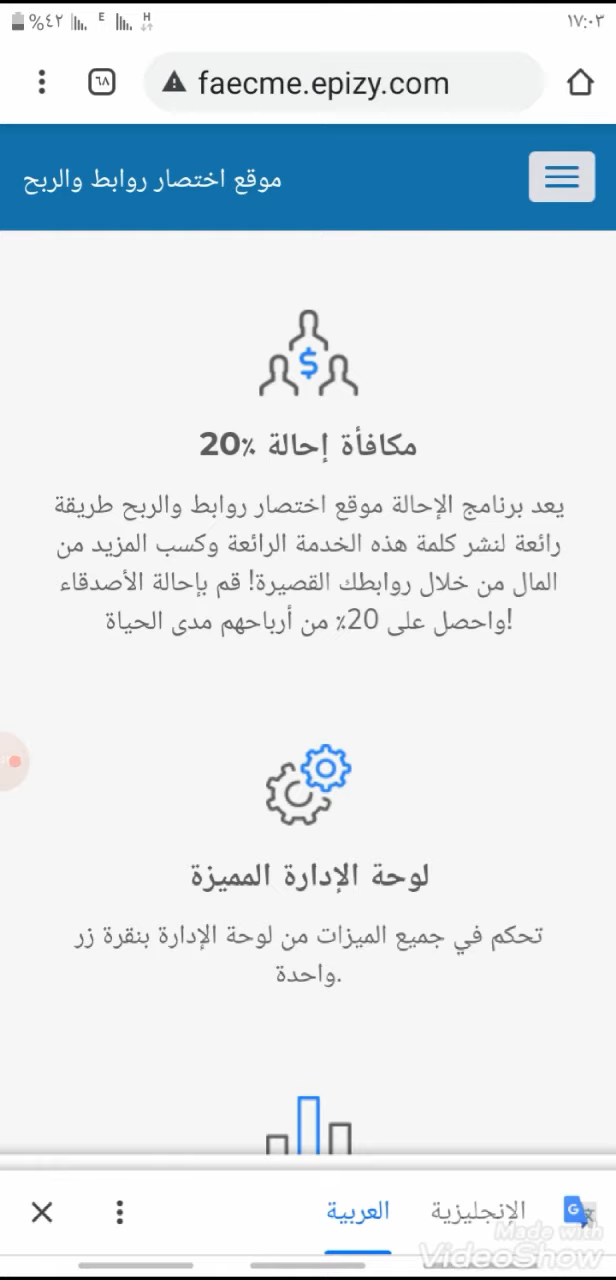 %٤٢ E H ١٧:٠٣
٦٨ faecme.epizy.com
موقع اختصار روابط والربح
$
مكافأة إحالة 20٪
يعد برنامج الإحالة موقع اختصار روابط والربح طريقة
رائعة لنشر كلمة هذه الخدمة الرائعة وكسب المزيد من
المال من خلال روابطك القصيرة! قم بإحالة الأصدقاء
واحصل على 20٪ من أرباحهم مدى الحياة!
لوحة الإدارة المميزة
تحكم في جميع الميزات من لوحة الإدارة بنقرة زر
واحدة.
الإنجليزية العربية
G
Made with
VideoShow